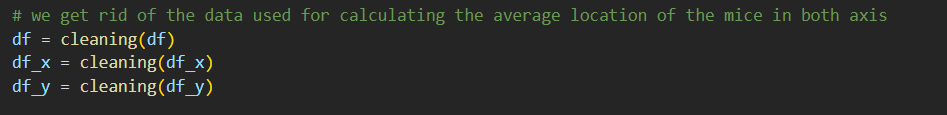 # we get rid of the data used for calculating the average location of the mice in both axis
df = cleaning(df)
df_x = cleaning(df_x)
df_y = cleaning(df_y)